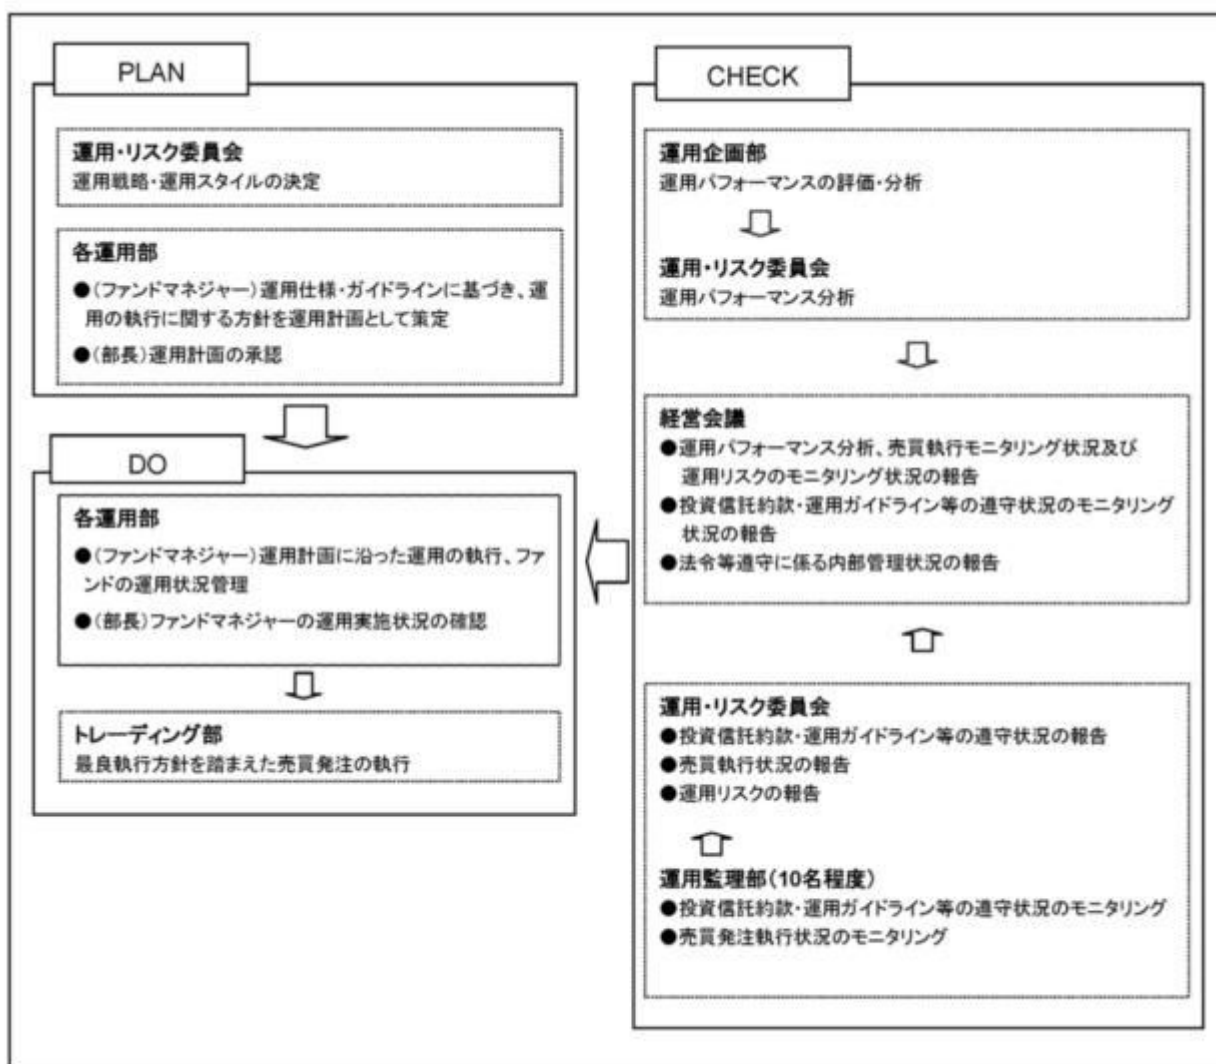 PLAN
運用・リスク委員会
運用戦略・運用スタイルの決定
各運用部
●(ファンドマネジャー)運用仕様・ガイドラインに基づき、運
用の執行に関する方針を運用計画として策定
●(部長)運用計画の承認
DO
各運用部
●(ファンドマネジャー)運用計画に沿った運用の執行、ファ
ンドの運用状況管理
●(部長)ファンドマネジャーの運用実施状況の確認
トレーディング部
最良執行方針を踏まえた売買発注の執行
CHECK
運用企画部
運用パフォーマンスの評価・分析
運用・リスク委員会
運用パフォーマンス分析
経営会議
●運用パフォーマンス分析、売買執行モニタリング状況及び
運用リスクのモニタリング状況の報告
●投資信託約款・運用ガイドライン等の遵守状況のモニタリング
状況の報告
●法令等遵守に係る内部管理状況の報告
運用・リスク委員会
●投資信託約款・運用ガイドライン等の遵守状況の報告
●売買執行状況の報告
●運用リスクの報告
運用監理部(10名程度)
●投資信託約款・運用ガイドライン等の遵守状況のモニタリング
●売買発注執行状況のモニタリング